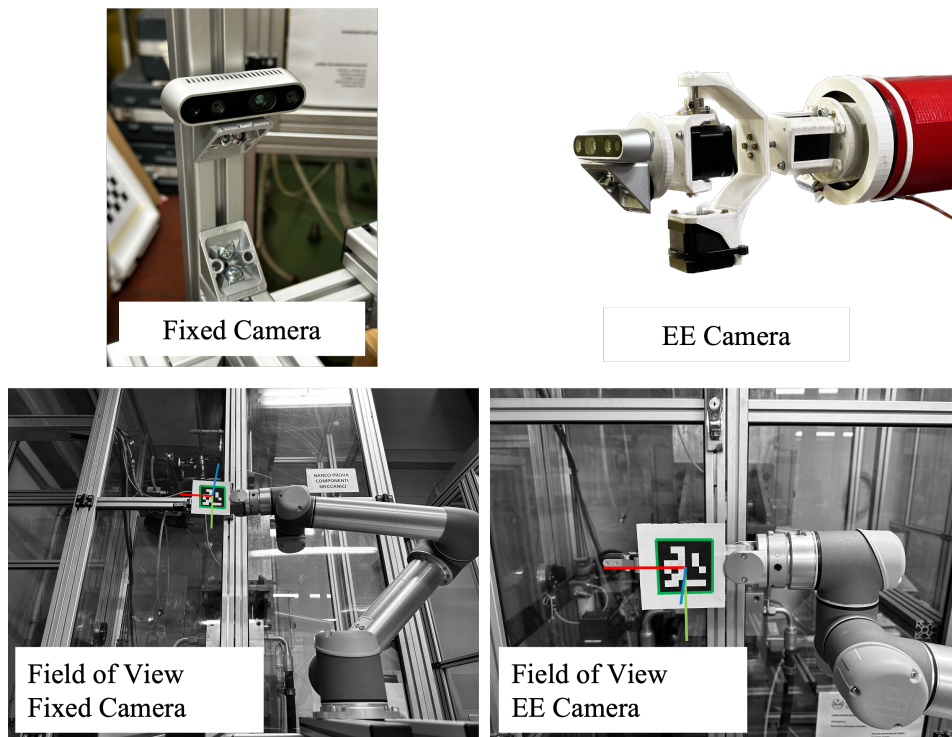 Fixed Camera
EE Camera
BANCO PROVA
COMPONENTI
MECCANICI
Field of View
Fixed Camera
Field of View
EE Camera